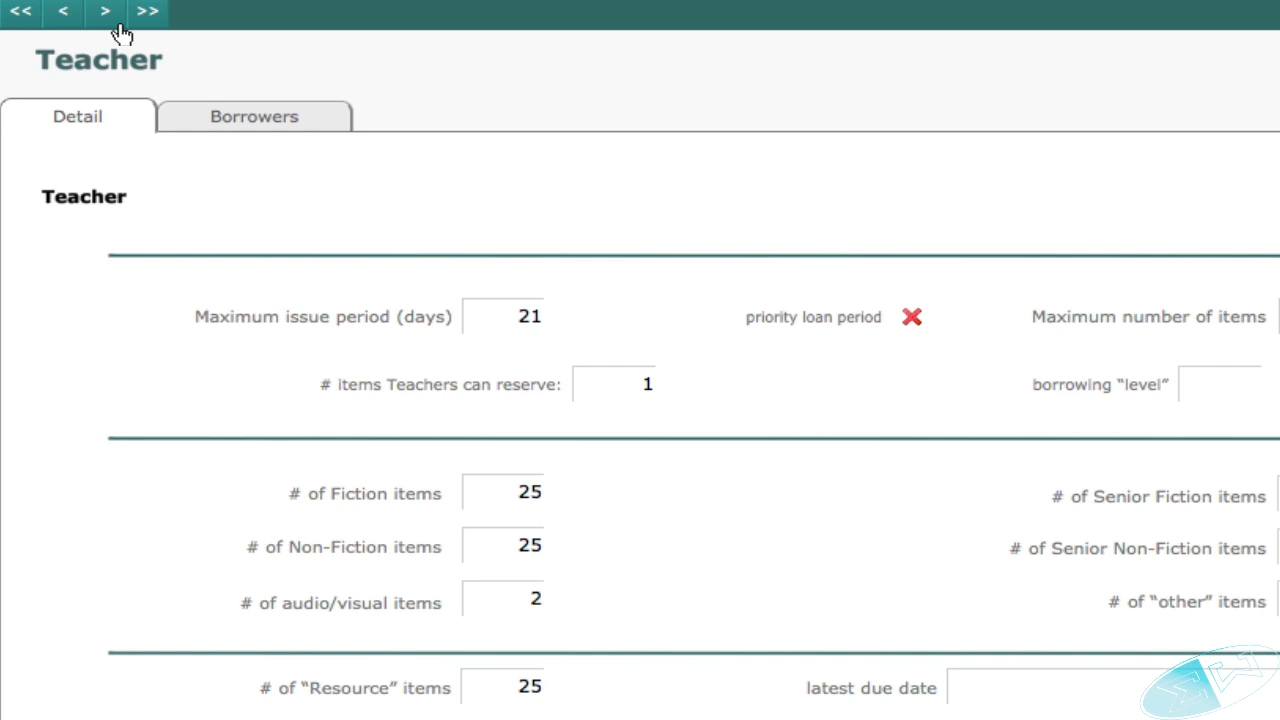 << < > >>
Teacher
Detail Borrowers
Teacher
Maximum issue period (days) 21 priority loan period Maximum number of items
# items Teachers can reserve: 1 borrowing “level”
# of Fiction items 25 # of Senior Fiction items
# of Non-Fiction items 25 # of Senior Non-Fiction items
# of audio/visual items 2 # of “other” items
# of “Resource” items 25 latest due date